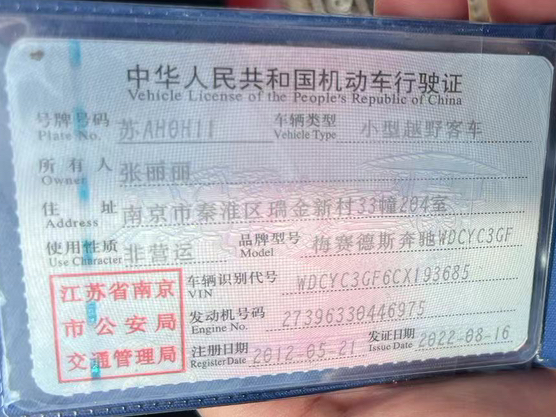 中华人民共和国机动车行驶证
Vehicle License of the People's Republic of China
号牌号码 苏AH0H11 车辆类型 小型越野客车
Plate No. Vehicle Type
所有人 张丽丽
Owner
住址 南京市秦淮区瑞金新村33幢204室
Address
使用性质 非营运 品牌型号 梅赛德斯奔驰WDCYC3GF
Use Character Model
江苏省南京
市公安局
交通管理局
车辆识别代号 WDCYC3GF6CX193685
VIN
发动机号码 27396330446975
Engine No.
注册日期 2012-05-21 发证日期 2022-08-16
Register Date Issue Date